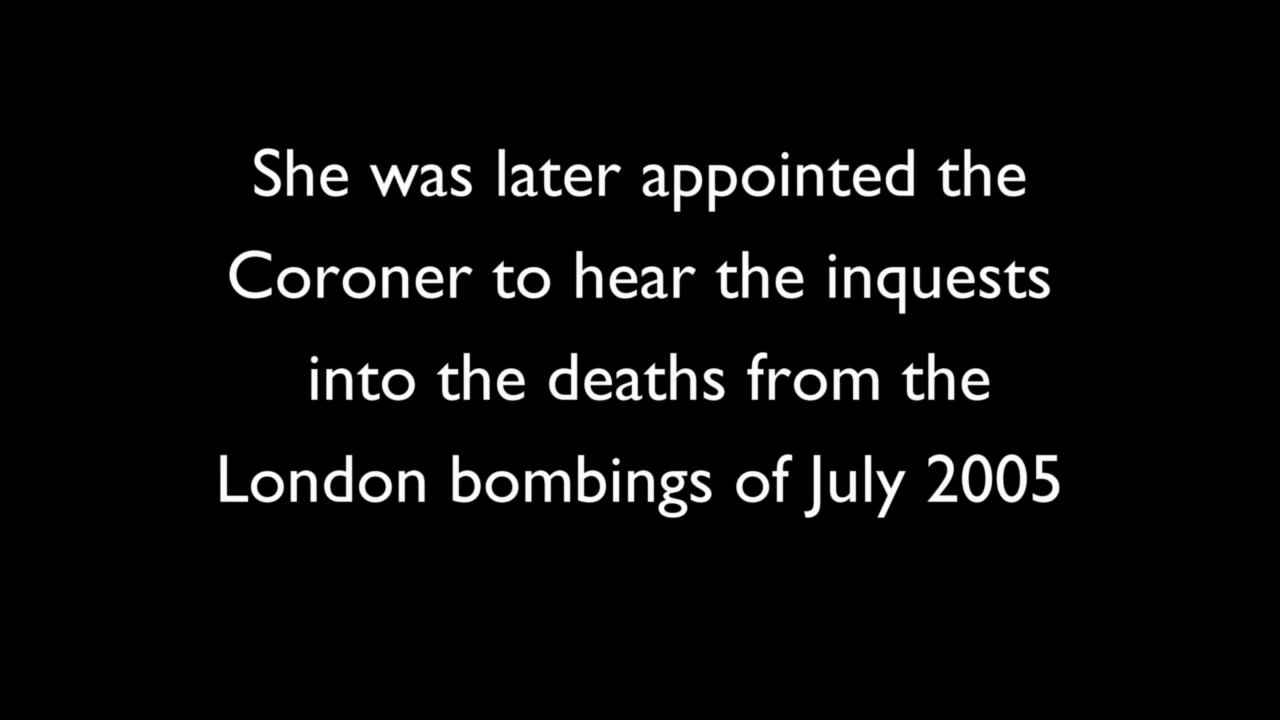 She was later appointed the
Coroner to hear the inquests
into the deaths from the
London bombings of July 2005